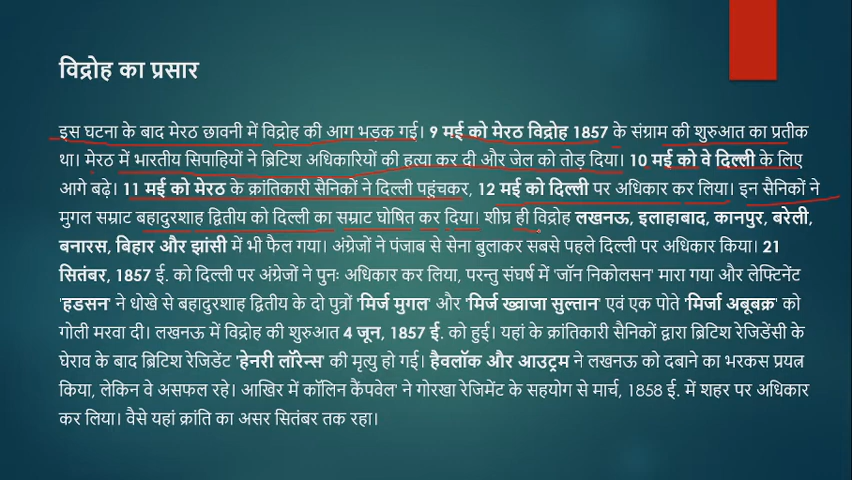 विद्रोह का प्रसार
इस घटना के बाद मेरठ छावनी में विद्रोह की आग भड़क गई। 9 मई को मेरठ विद्रोह 1857 के संग्राम की शुरुआत का प्रतीक
था। मेरठ में भारतीय सिपाहियों ने ब्रिटिश अधिकारियों की हत्या कर दी और जेल को तोड़ दिया। 10 मई को वे दिल्ली के लिए
आगे बढ़े। 11 मई को मेरठ के क्रांतिकारी सैनिकों ने दिल्ली पहुंचकर, 12 मई को दिल्ली पर अधिकार कर लिया। इन सैनिकों ने
मुगल सम्राट बहादुरशाह द्वितीय को दिल्ली का सम्राट घोषित कर दिया। शीघ्र ही विद्रोह लखनऊ, इलाहाबाद, कानपुर, बरेली,
बनारस, बिहार और झांसी में भी फैल गया। अंग्रेजों ने पंजाब से सेना बुलाकर सबसे पहले दिल्ली पर अधिकार किया। 21
सितंबर, 1857 ई. को दिल्ली पर अंग्रेजों ने पुनः अधिकार कर लिया, परन्तु संघर्ष में 'जॉन निकोलसन' मारा गया और लेफ्टिनेंट
'हडसन' ने धोखे से बहादुरशाह द्वितीय के दो पुत्रों 'मिर्ज मुगल' और 'मिर्ज ख्वाजा सुल्तान' एवं एक पोते 'मिर्जा अबूबक्र' को
गोली मरवा दी। लखनऊ में विद्रोह की शुरुआत 4 जून, 1857 ई. को हुई। यहां के क्रांतिकारी सैनिकों द्वारा ब्रिटिश रेजिडेंसी के
घेराव के बाद ब्रिटिश रेजिडेंट 'हेनरी लॉरेन्स' की मृत्यु हो गई। हैवलॉक और आउट्रम ने लखनऊ को दबाने का भरकस प्रयत्न
किया, लेकिन वे असफल रहे। आखिर में कॉलिन कैंपवेल' ने गोरखा रेजिमेंट के सहयोग से मार्च, 1858 ई. में शहर पर अधिकार
कर लिया। वैसे यहां क्रांति का असर सितंबर तक रहा।